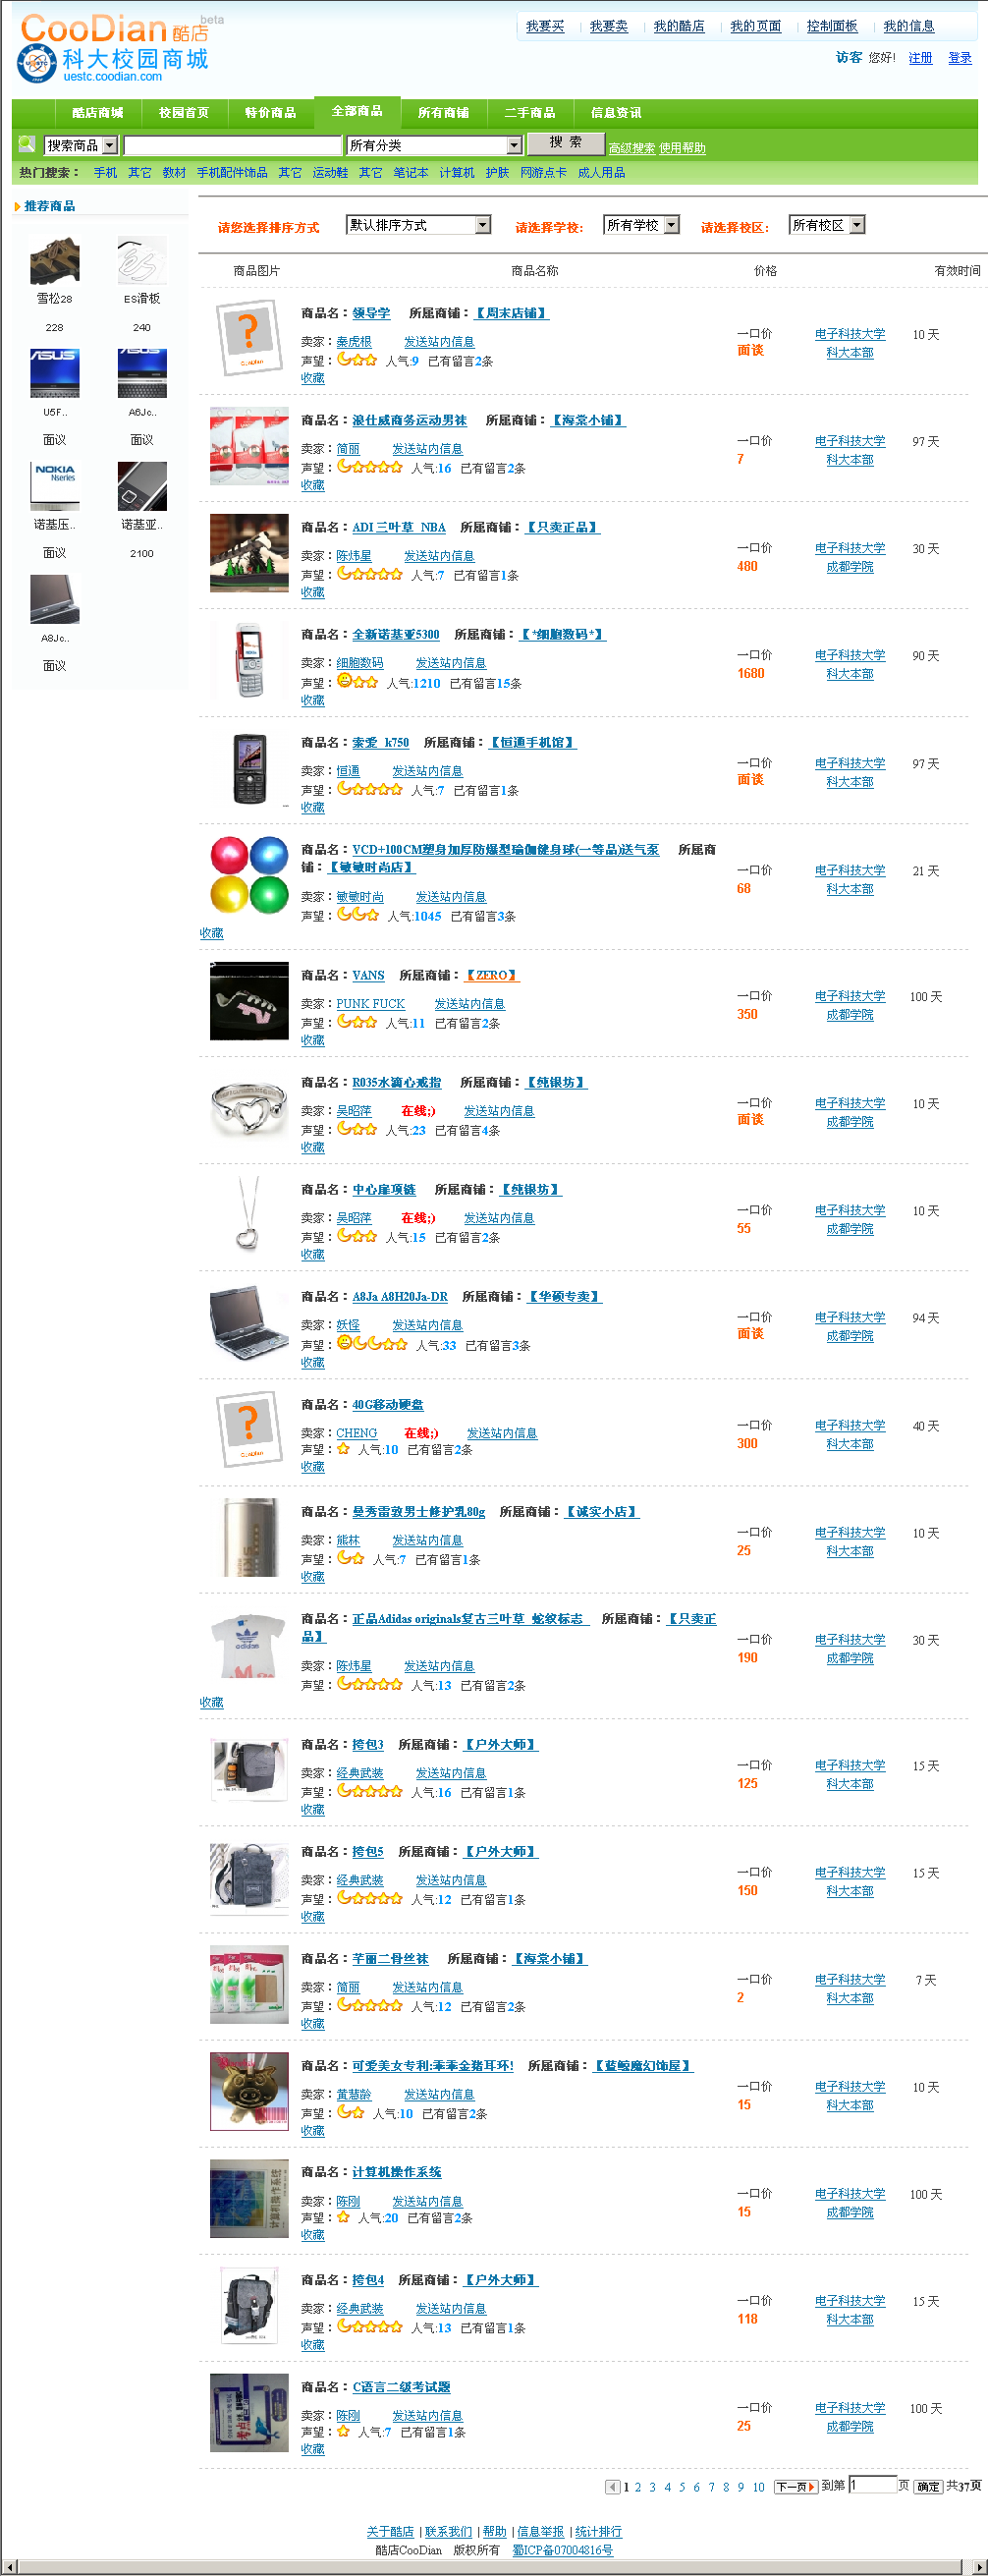 CooDian酷店 beta
科大校园商城
uestc.coodian.com
我要买 我要卖 我的酷店 我的页面 控制面板 我的信息
访客 您好! 注册 登录
酷店商城 校园首页 特价商品 全部商品 所有商铺 二手商品 信息资讯
搜索商品 所有分类 搜 索 高级搜索 使用帮助
热门搜索： 手机 其它 教材 手机配件饰品 其它 运动鞋 其它 笔记本 计算机 护肤 网游点卡 成人用品
推荐商品
雪松28 ES滑板
228 240
U5F.. A6Jc..
面议 面议
诺基压.. 诺基亚..
面议 2100
A8Jc..
面议
请您选择排序方式 默认排序方式 请选择学校: 所有学校 请选择校区: 所有校区
商品图片 商品名称 价格 有效时间
商品名：领导学 所属商铺：【周末店铺】
卖家：秦虎根 发送站内信息
声望： 人气:9 已有留言2条
收藏
一口价 面谈
电子科技大学 科大本部
10 天
商品名：浪仕威商务运动男袜 所属商铺：【海棠小铺】
卖家：简丽 发送站内信息
声望： 人气:16 已有留言2条
收藏
一口价 7
电子科技大学 科大本部
97 天
商品名：ADI 三叶草_NBA 所属商铺：【只卖正品】
卖家：陈炜星 发送站内信息
声望： 人气:7 已有留言1条
收藏
一口价 480
电子科技大学 成都学院
30 天
商品名：全新诺基亚5300 所属商铺：【*细胞数码*】
卖家：细胞数码 发送站内信息
声望： 人气:1210 已有留言15条
收藏
一口价 1680
电子科技大学 科大本部
90 天
商品名：索爱_k750 所属商铺：【恒通手机馆】
卖家：恒通 发送站内信息
声望： 人气:7 已有留言1条
收藏
一口价 面谈
电子科技大学 科大本部
97 天
商品名：VCD+100CM塑身加厚防爆型瑜伽健身球(一等品)送气泵 所属商
铺：【敏敏时尚店】
卖家：敏敏时尚 发送站内信息
声望： 人气:1045 已有留言3条
收藏
一口价 68
电子科技大学 科大本部
21 天
商品名：VANS 所属商铺：【ZERO】
卖家：PUNK FUCK 发送站内信息
声望： 人气:11 已有留言2条
收藏
一口价 350
电子科技大学 成都学院
100 天
商品名：R035水滴心戒指 所属商铺：【纯银坊】
卖家：吴昭萍 在线;) 发送站内信息
声望： 人气:23 已有留言4条
收藏
一口价 面谈
电子科技大学 成都学院
10 天
商品名：中心扉项链 所属商铺：【纯银坊】
卖家：吴昭萍 在线;) 发送站内信息
声望： 人气:15 已有留言2条
收藏
一口价 55
电子科技大学 成都学院
10 天
商品名：A8Ja A8H20Ja-DR 所属商铺：【华硕专卖】
卖家：妖怪 发送站内信息
声望： 人气:33 已有留言3条
收藏
一口价 面谈
电子科技大学 成都学院
94 天
商品名：40G移动硬盘
卖家：CHENG 在线;) 发送站内信息
声望： 人气:10 已有留言2条
收藏
一口价 300
电子科技大学 科大本部
40 天
商品名：曼秀雷敦男士修护乳80g 所属商铺：【诚实小店】
卖家：熊林 发送站内信息
声望： 人气:7 已有留言1条
收藏
一口价 25
电子科技大学 科大本部
10 天
商品名：正品Adidas originals复古三叶草_蛇纹标志_ 所属商铺：【只卖正
品】
卖家：陈炜星 发送站内信息
声望： 人气:13 已有留言2条
收藏
一口价 190
电子科技大学 成都学院
30 天
商品名：挎包3 所属商铺：【户外大师】
卖家：经典武装 发送站内信息
声望： 人气:16 已有留言1条
收藏
一口价 125
电子科技大学 科大本部
15 天
商品名：挎包5 所属商铺：【户外大师】
卖家：经典武装 发送站内信息
声望： 人气:12 已有留言1条
收藏
一口价 150
电子科技大学 科大本部
15 天
商品名：芊丽二骨丝袜 所属商铺：【海棠小铺】
卖家：简丽 发送站内信息
声望： 人气:12 已有留言2条
收藏
一口价 2
电子科技大学 科大本部
7 天
商品名：可爱美女专利:乖乖金猪耳环! 所属商铺：【蓝鲸魔幻饰屋】
卖家：黄慧龄 发送站内信息
声望： 人气:10 已有留言2条
收藏
一口价 15
电子科技大学 科大本部
10 天
商品名：计算机操作系统
卖家：陈刚 发送站内信息
声望： 人气:20 已有留言2条
收藏
一口价 15
电子科技大学 成都学院
100 天
商品名：挎包4 所属商铺：【户外大师】
卖家：经典武装 发送站内信息
声望： 人气:13 已有留言1条
收藏
一口价 118
电子科技大学 科大本部
15 天
商品名：C语言二级考试题
卖家：陈刚 发送站内信息
声望： 人气:7 已有留言1条
收藏
一口价 25
电子科技大学 成都学院
100 天
1 2 3 4 5 6 7 8 9 10 下一页 到第 1 页 确定 共37页
关于酷店 |联系我们 |帮助 |信息举报 |统计排行
酷店CooDian 版权所有 蜀ICP备07004816号